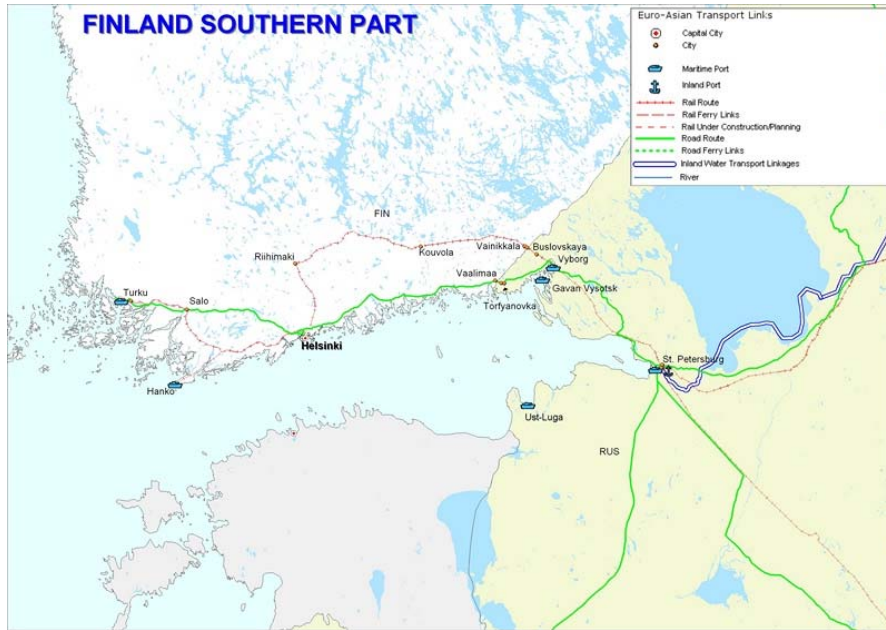 FINLAND SOUTHERN PART
Euro-Asian Transport Links
Capital City
City
Maritime Port
Inland Port
Rail Route
Rail Ferry Links
Rail Under Construction/Planning
Road Route
Road Ferry Links
Inland Water Transport Linkages
River
FIN
Riihimaki
Kouvola
Vainikkala
Buslovskaya
Vyborg
Vaalimaa
Gavan Vysotsk
Torfyanovka
Turku
Salo
Helsinki
Hanko
St. Petersburg
Ust-Luga
RUS